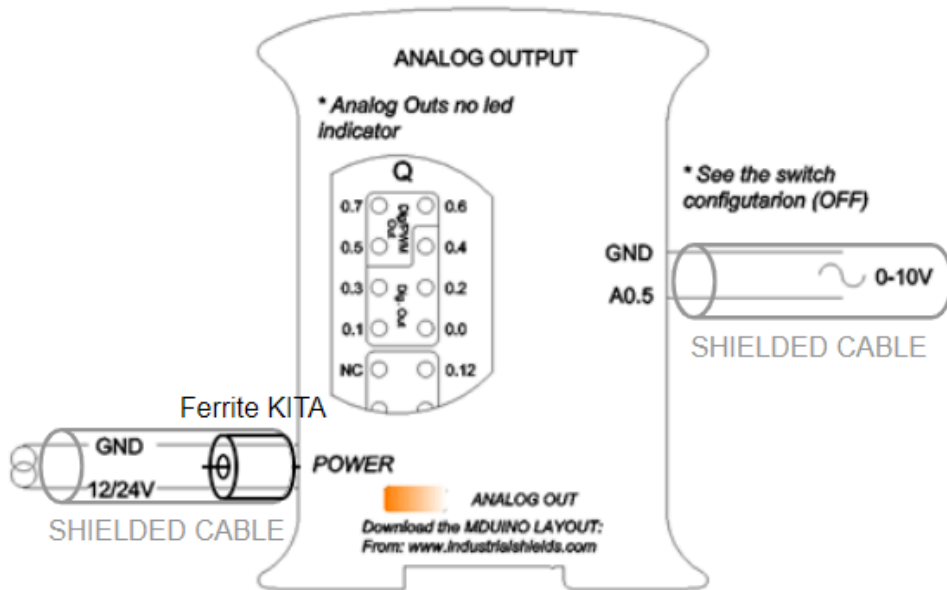 ANALOG OUTPUT
* Analog Outs no led
indicator
Q
0.7 0.6
Dig/PWM
Out
0.5 0.4
0.3 0.2
Dig. Out
0.1 0.0
NC 0.12
* See the switch
configutarion (OFF)
GND
0-10V
A0.5
SHIELDED CABLE
Ferrite KITA
GND
POWER
12/24V
SHIELDED CABLE
ANALOG OUT
Download the MDUINO LAYOUT:
From: www.industrialshields.com